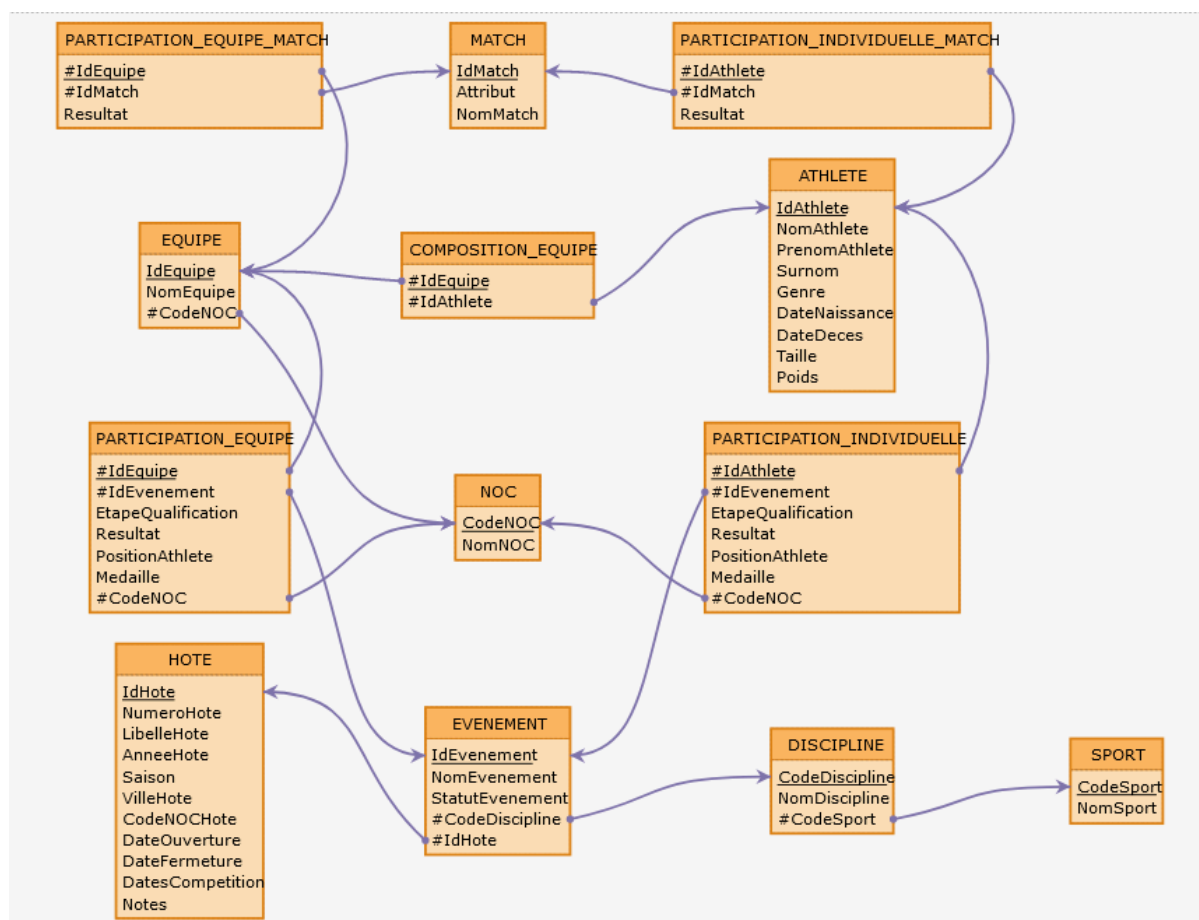 PARTICIPATION_EQUIPE_MATCH
#IdEquipe
#IdMatch
Resultat
MATCH
IdMatch
Attribut
NomMatch
PARTICIPATION_INDIVIDUELLE_MATCH
#IdAthlete
#IdMatch
Resultat
ATHLETE
IdAthlete
NomAthlete
PrenomAthlete
Surnom
Genre
DateNaissance
DateDeces
Taille
Poids
EQUIPE
IdEquipe
NomEquipe
#CodeNOC
COMPOSITION_EQUIPE
#IdEquipe
#IdAthlete
PARTICIPATION_EQUIPE
#IdEquipe
#IdEvenement
EtapeQualification
Resultat
PositionAthlete
Medaille
#CodeNOC
NOC
CodeNOC
NomNOC
PARTICIPATION_INDIVIDUELLE
#IdAthlete
#IdEvenement
EtapeQualification
Resultat
PositionAthlete
Medaille
#CodeNOC
HOTE
IdHote
NumeroHote
LibelleHote
AnneeHote
Saison
VilleHote
CodeNOCHote
DateOuverture
DateFermeture
DatesCompetition
Notes
EVENEMENT
IdEvenement
NomEvenement
StatutEvenement
#CodeDiscipline
#IdHote
DISCIPLINE
CodeDiscipline
NomDiscipline
#CodeSport
SPORT
CodeSport
NomSport